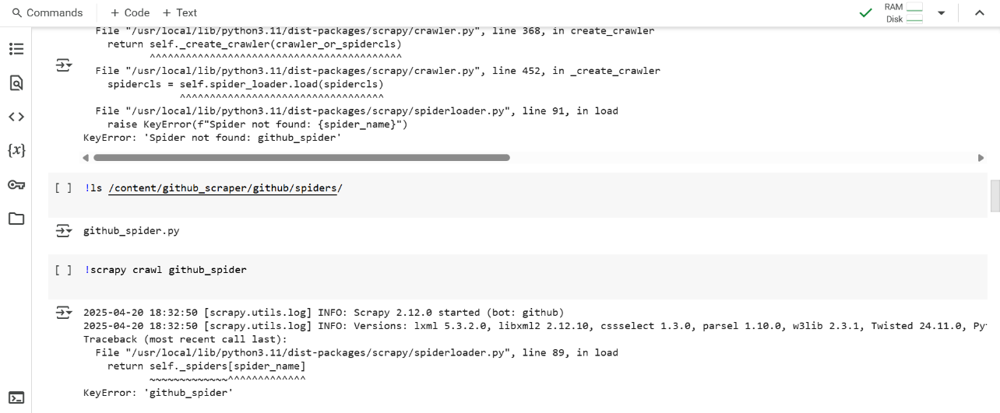 Commands
+ Code + Text
RAM
Disk
File "/usr/local/lib/python3.11/dist-packages/scrapy/crawler.py", line 368, in create_crawler
return self._create_crawler(crawler_or_spidercls)
^^^^^^^^^^^^^^^^^^^^^^^^^^^^^^^^^^^^^^^^^^
File "/usr/local/lib/python3.11/dist-packages/scrapy/crawler.py", line 452, in _create_crawler
spidercls = self.spider_loader.load(spidercls)
^^^^^^^^^^^^^^^^^^^^^^^^^^^^^^^^^^
File "/usr/local/lib/python3.11/dist-packages/scrapy/spiderloader.py", line 91, in load
raise KeyError(f"Spider not found: {spider_name}")
KeyError: 'Spider not found: github_spider'
[ ] !ls /content/github_scraper/github/spiders/
github_spider.py
[ ] !scrapy crawl github_spider
2025-04-20 18:32:50 [scrapy.utils.log] INFO: Scrapy 2.12.0 started (bot: github)
2025-04-20 18:32:50 [scrapy.utils.log] INFO: Versions: lxml 5.3.2.0, libxml2 2.12.10, cssselect 1.3.0, parsel 1.10.0, w3lib 2.3.1, Twisted 24.11.0, Py
Traceback (most recent call last):
File "/usr/local/lib/python3.11/dist-packages/scrapy/spiderloader.py", line 89, in load
return self._spiders[spider_name]
~~~~~~~~~~~~~^^^^^^^^^^^^^
KeyError: 'github_spider'